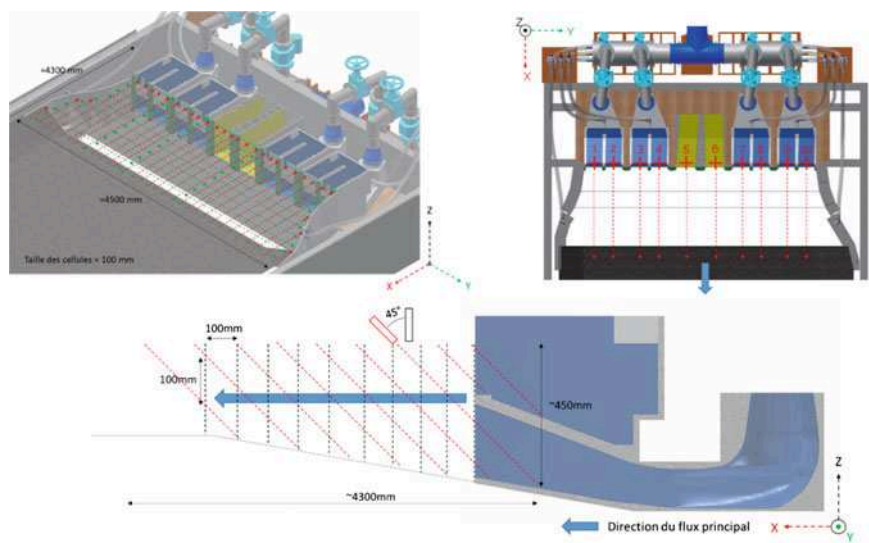 ≈4300 mm
≈4500 mm
Taille des cellules ≈ 100 mm
Z
X
Y
Z
Y
X
1 2 3 4 5 6 7
45°
100mm
100mm
~450mm
~4300mm
Direction du flux principal
Z
X
Y